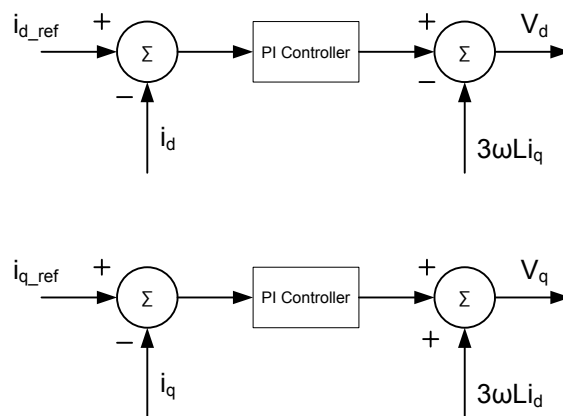 i_d_ref + Σ PI Controller + Σ V_d
− −
i_d 3ωLi_q
i_q_ref + Σ PI Controller + Σ V_q
− +
i_q 3ωLi_d